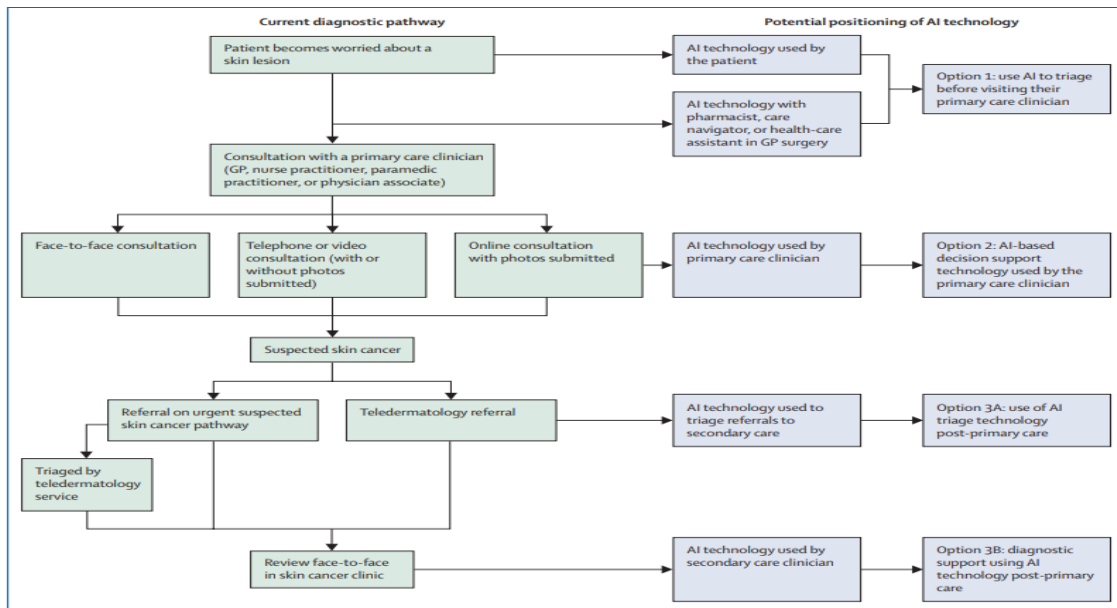 Current diagnostic pathway
Potential positioning of AI technology
Patient becomes worried about a
skin lesion
AI technology used by
the patient
Option 1: use AI to triage
before visiting their
primary care clinician
AI technology with
pharmacist, care
navigator, or health-care
assistant in GP surgery
Consultation with a primary care clinician
(GP, nurse practitioner, paramedic
practitioner, or physician associate)
Face-to-face consultation
Telephone or video
consultation (with or
without photos
submitted)
Online consultation
with photos submitted
AI technology used by
primary care clinician
Option 2: AI-based
decision support
technology used by the
primary care clinician
Suspected skin cancer
Referral on urgent suspected
skin cancer pathway
Teledermatology referral
AI technology used to
triage referrals to
secondary care
Option 3A: use of AI
triage technology
post-primary care
Triaged by
teledermatology
service
Review face-to-face
in skin cancer clinic
AI technology used by
secondary care clinician
Option 3B: diagnostic
support using AI
technology post-primary
care